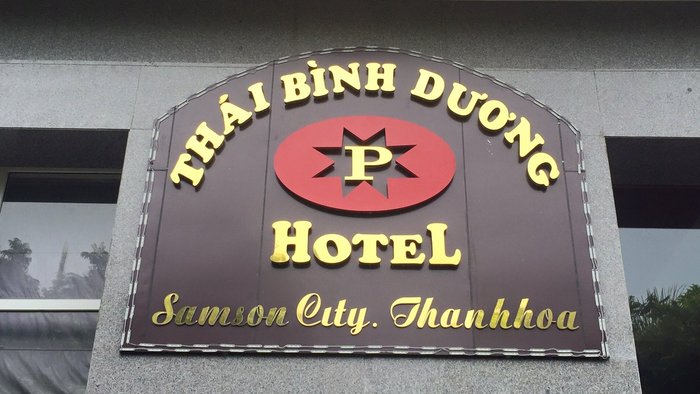 THÁI BÌNH DƯƠNG
P
HOTEL
Samson City. Thanhhoa